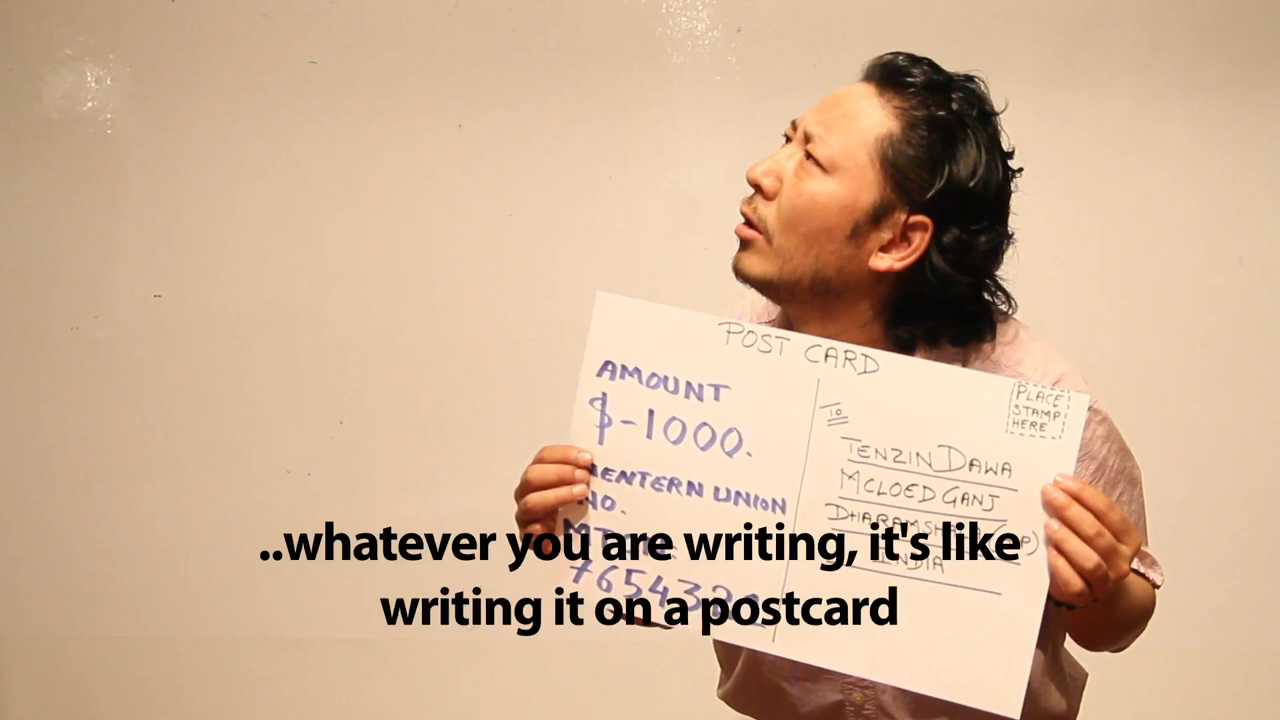 POST CARD
AMOUNT
$-1000.
UNION
NO.
TO
PLACE
STAMP
HERE
TENZIN DAWA
MCLOED GANJ
INDIA
..whatever you are writing, it's like
writing it on a postcard